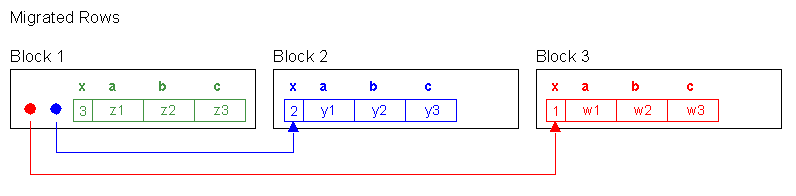 Migrated Rows
Block 1 Block 2 Block 3
x a b c x a b c x a b c
3 z1 z2 z3 2 y1 y2 y3 1 w1 w2 w3